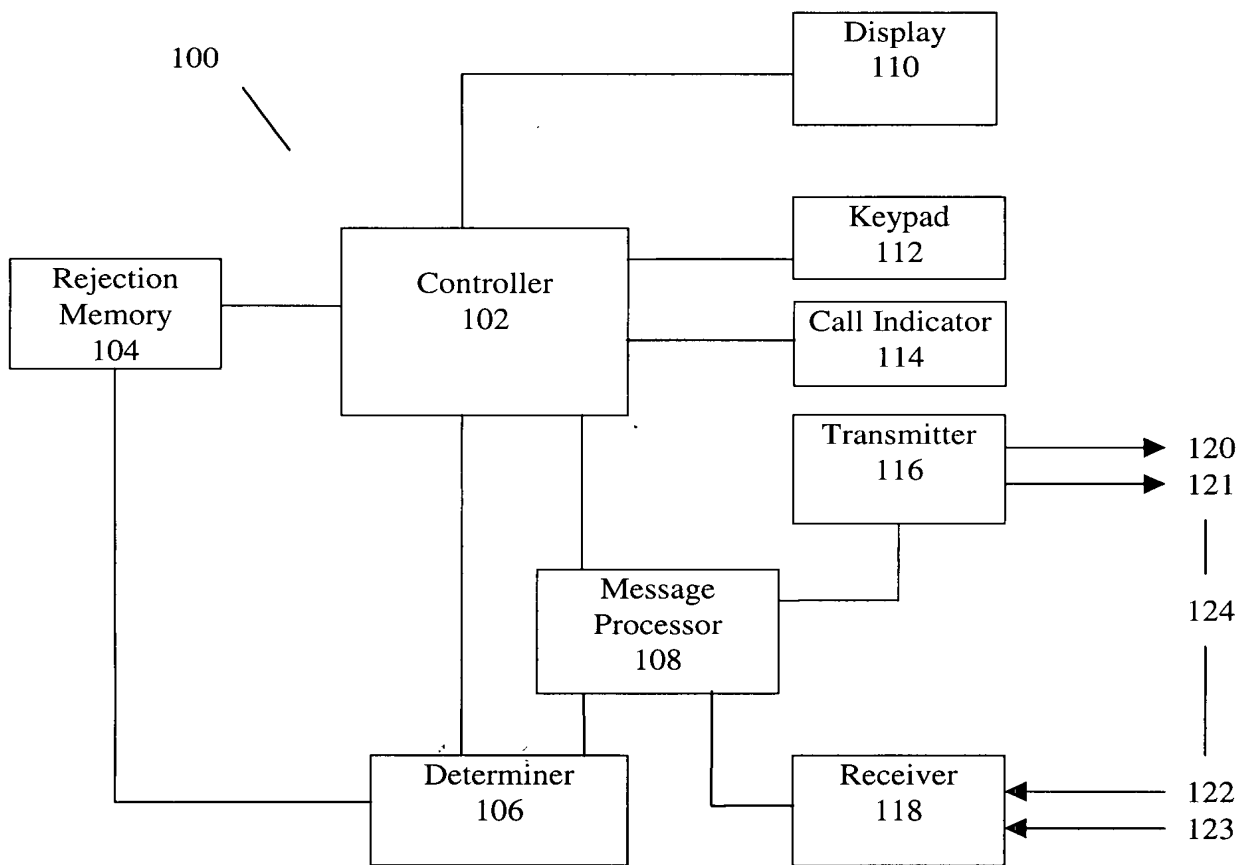 Display
110
100
Keypad
112
Rejection
Memory
104
Controller
102
Call Indicator
114
Transmitter
116
120
121
Message
Processor
108
124
Determiner
106
Receiver
118
122
123